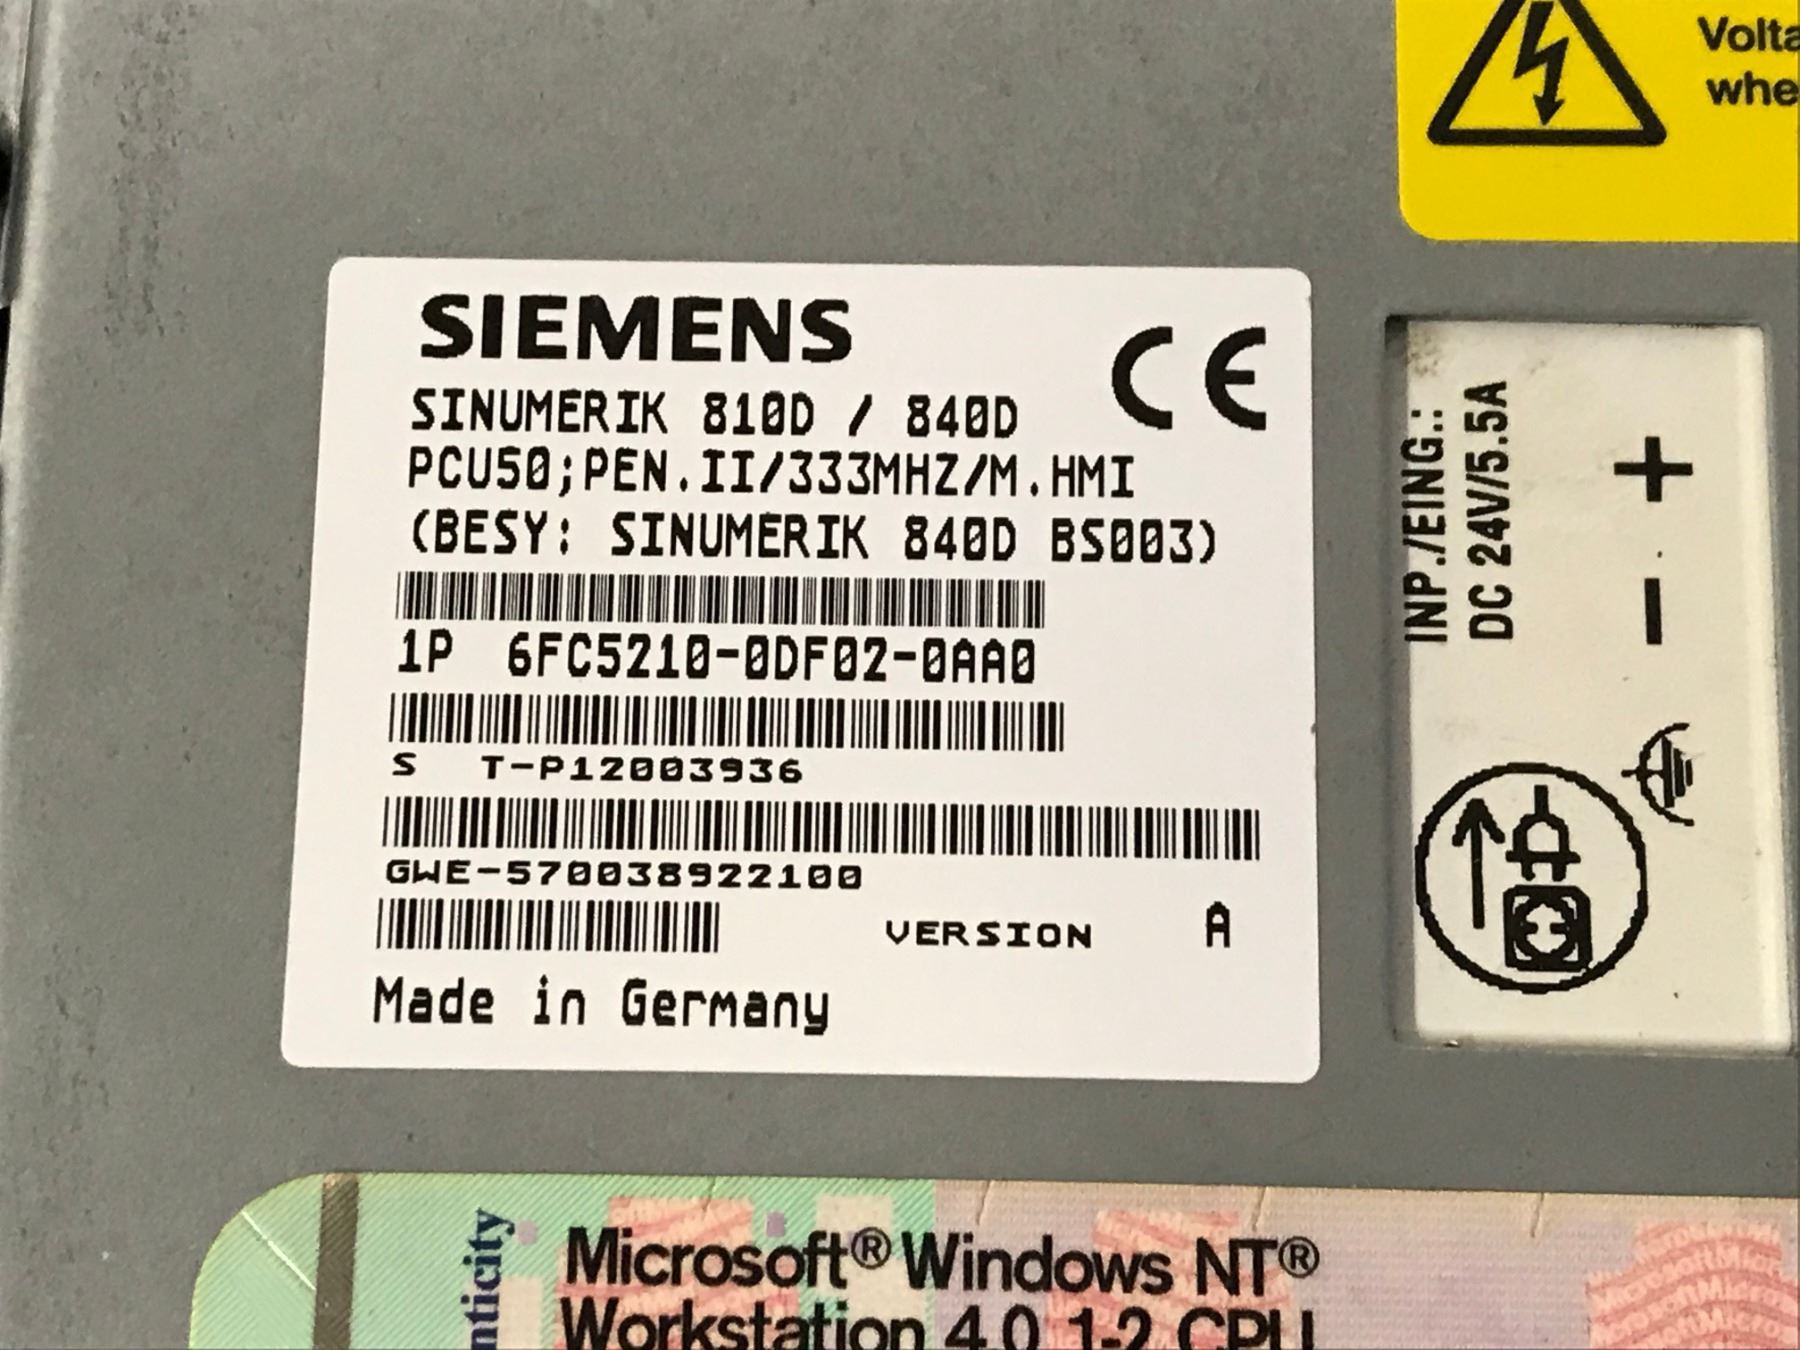 Volta
whe
SIEMENS
CE
SINUMERIK 810D / 840D
PCU50;PEN.II/333MHZ/M.HMI
(BESY: SINUMERIK 840D BS003)
1P 6FC5210-0DF02-0AA0
S T-P12003936
GWE-570038922100
VERSION A
Made in Germany
INP./EING.:
DC 24V/5.5A
+
-
nticity
Microsoft® Windows NT®
Workstation 4.0 1-2 CPU